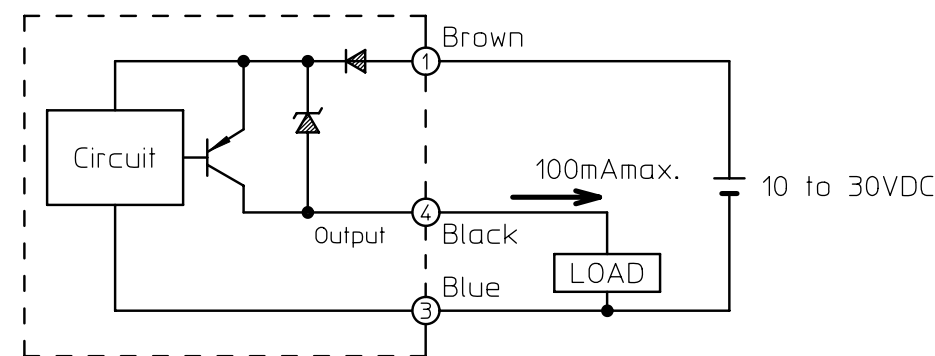 Brown
1
Circuit
100mAmax.
10 to 30VDC
4
Output
Black
LOAD
Blue
3